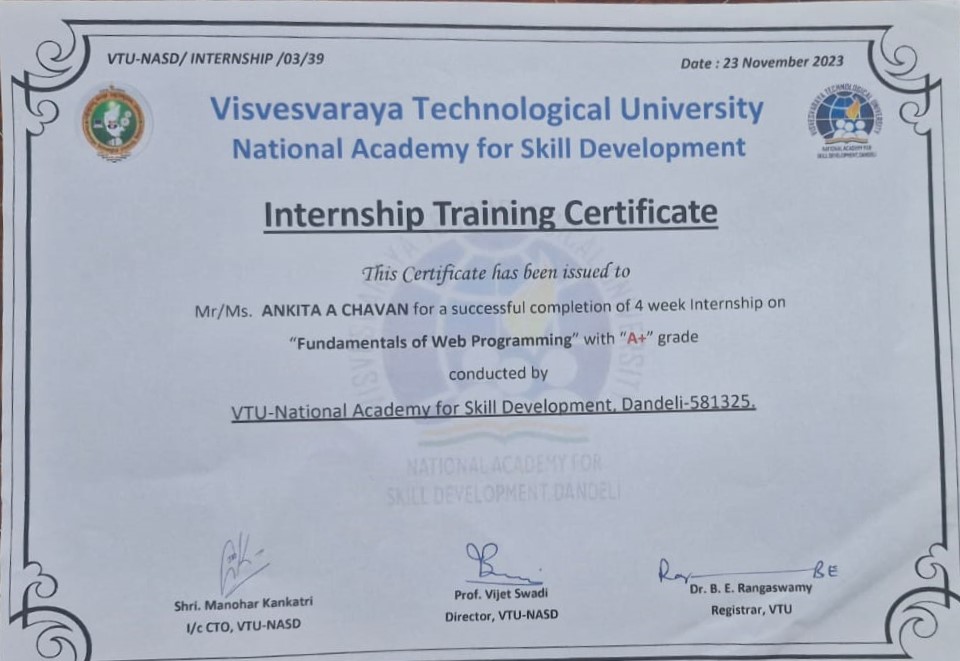 VTU-NASD/ INTERNSHIP /03/39
Date : 23 November 2023
Visvesvaraya Technological University
National Academy for Skill Development
VISVESVARAYA TECHNOLOGICAL UNIVERSITY
NATIONAL ACADEMY FOR
SKILL DEVELOPMENT, DANDELI
Internship Training Certificate
This Certificate has been issued to
Mr/Ms. ANKITA A CHAVAN for a successful completion of 4 week Internship on
“Fundamentals of Web Programming” with “A+” grade
conducted by
VTU-National Academy for Skill Development, Dandeli-581325.
NATIONAL ACADEMY FOR
SKILL DEVELOPMENT, DANDELI
BE
Shri. Manohar Kankatri
I/c CTO, VTU-NASD
Prof. Vijet Swadi
Director, VTU-NASD
Dr. B. E. Rangaswamy
Registrar, VTU